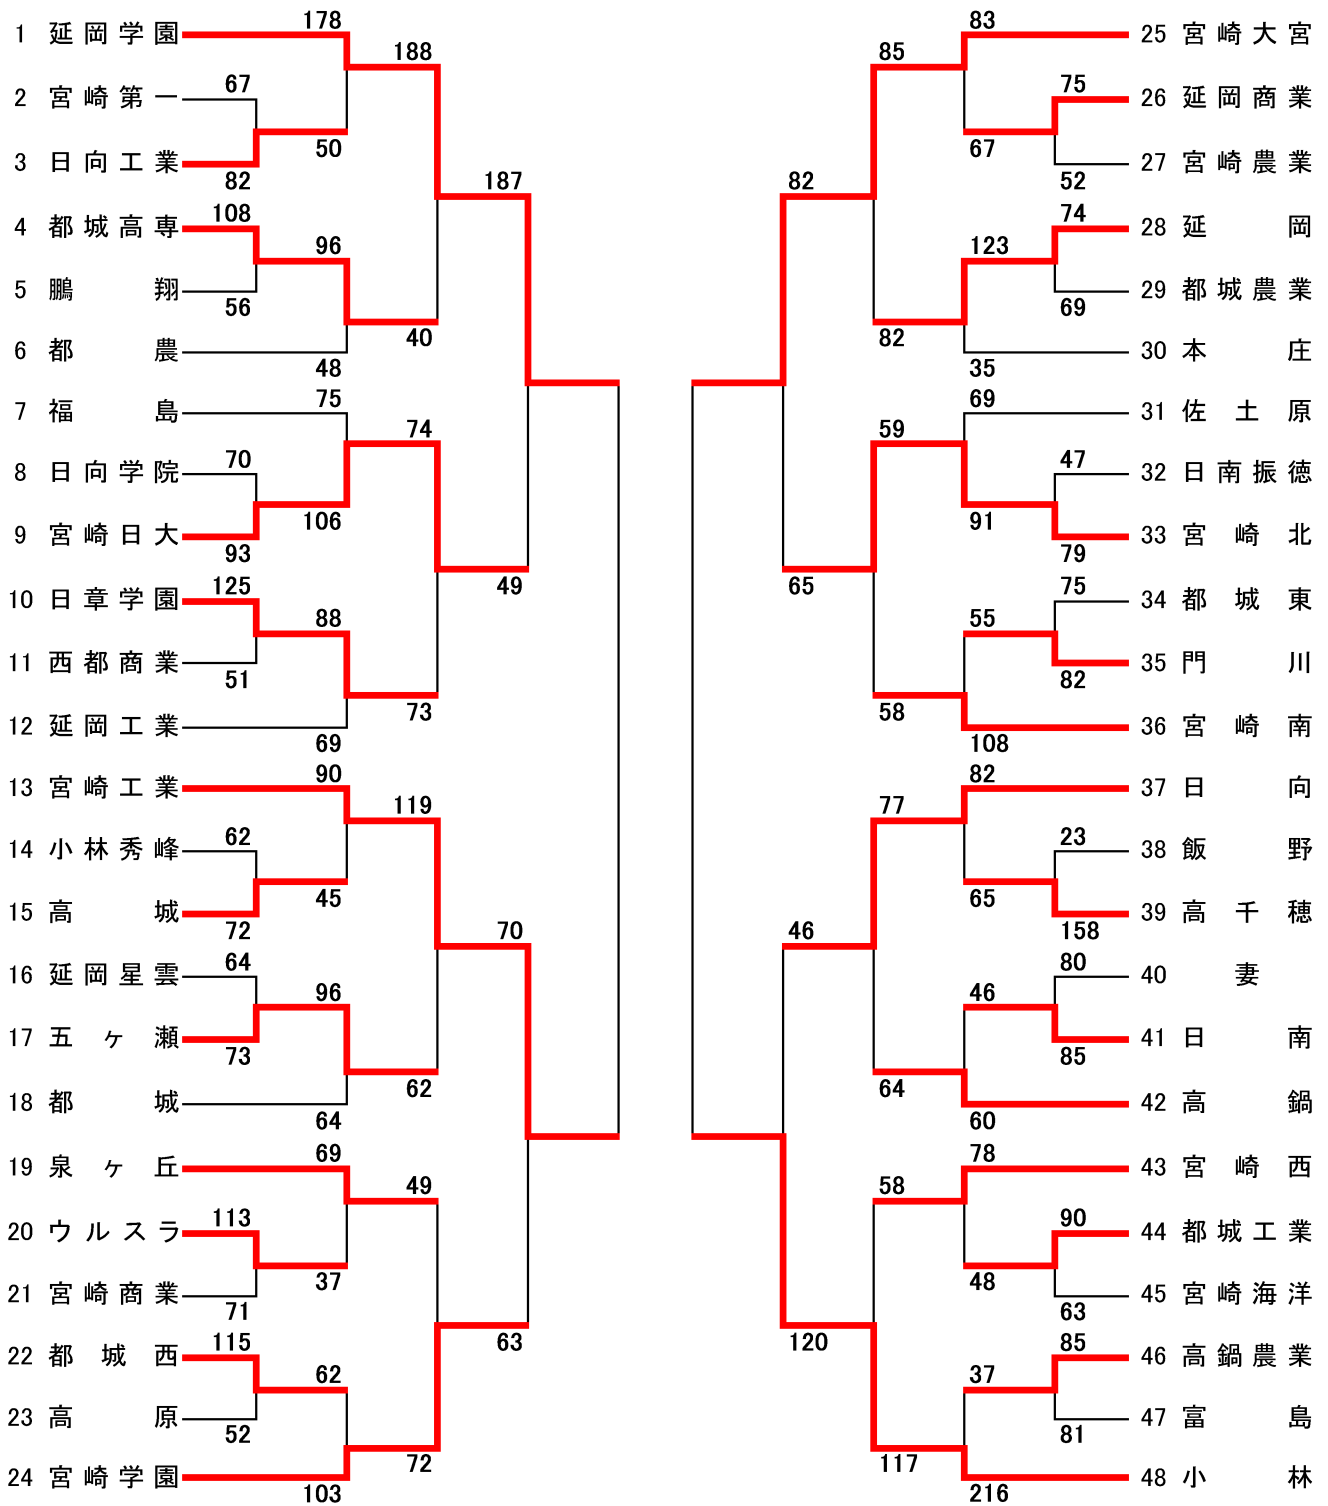 178 83
1 延岡学園 25 宮崎大宮
188 85
67 75
2 宮崎第一 26 延岡商業
50 67
3 日向工業 27 宮崎農業
82 187 82 52
108 74
4 都城高専 28 延岡
96 123
5 鵬翔 29 都城農業
56 69
40 82
6 都農 30 本庄
48 35
75 69
7 福島 31 佐土原
74 59
70 47
8 日向学院 32 日南振徳
106 91
9 宮崎日大 33 宮崎北
93 79
125 49 65 75
10 日章学園 34 都城東
88 55
11 西都商業 35 門川
51 82
73 58
12 延岡工業 36 宮崎南
69 108
90 82
13 宮崎工業 37 日向
119 77
62 23
14 小林秀峰 38 飯野
45 65
15 高城 39 高千穂
72 70 46 158
64 80
16 延岡星雲 40 妻
96 46
17 五ヶ瀬 41 日南
73 85
62 64
18 都城 42 高鍋
64 60
69 78
19 泉ヶ丘 43 宮崎西
49 58
113 90
20 ウルスラ 44 都城工業
37 48
21 宮崎商業 45 宮崎海洋
71 63
115 63 120 85
22 都城西 46 高鍋農業
62 37
23 高原 47 富島
52 81
72 117
24 宮崎学園 48 小林
103 216